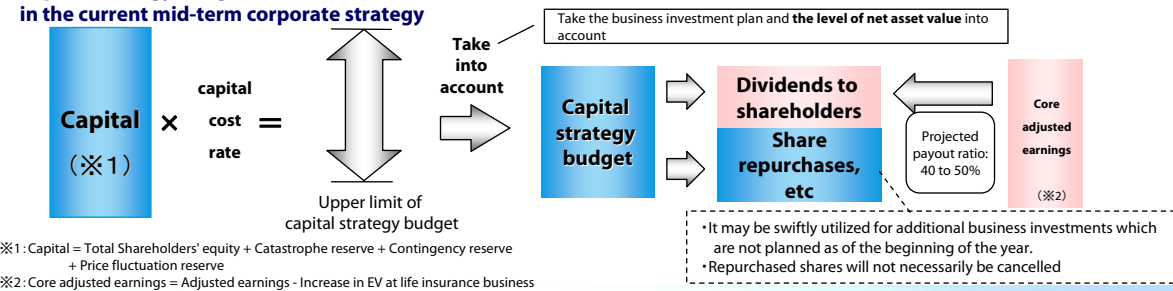 in the current mid-term corporate strategy
Take the business investment plan and the level of net asset value into
account
Take
into
account
Capital
(※1)
×
capital
cost
rate
=
Upper limit of
capital strategy budget
Capital
strategy
budget
Dividends to
shareholders
Share
repurchases,
etc
Projected
payout ratio:
40 to 50%
Core
adjusted
earnings
(※2)
・It may be swiftly utilized for additional business investments which
are not planned as of the beginning of the year.
・Repurchased shares will not necessarily be cancelled
※1:Capital = Total Shareholders' equity + Catastrophe reserve + Contingency reserve
+ Price fluctuation reserve
※2:Core adjusted earnings = Adjusted earnings - Increase in EV at life insurance business